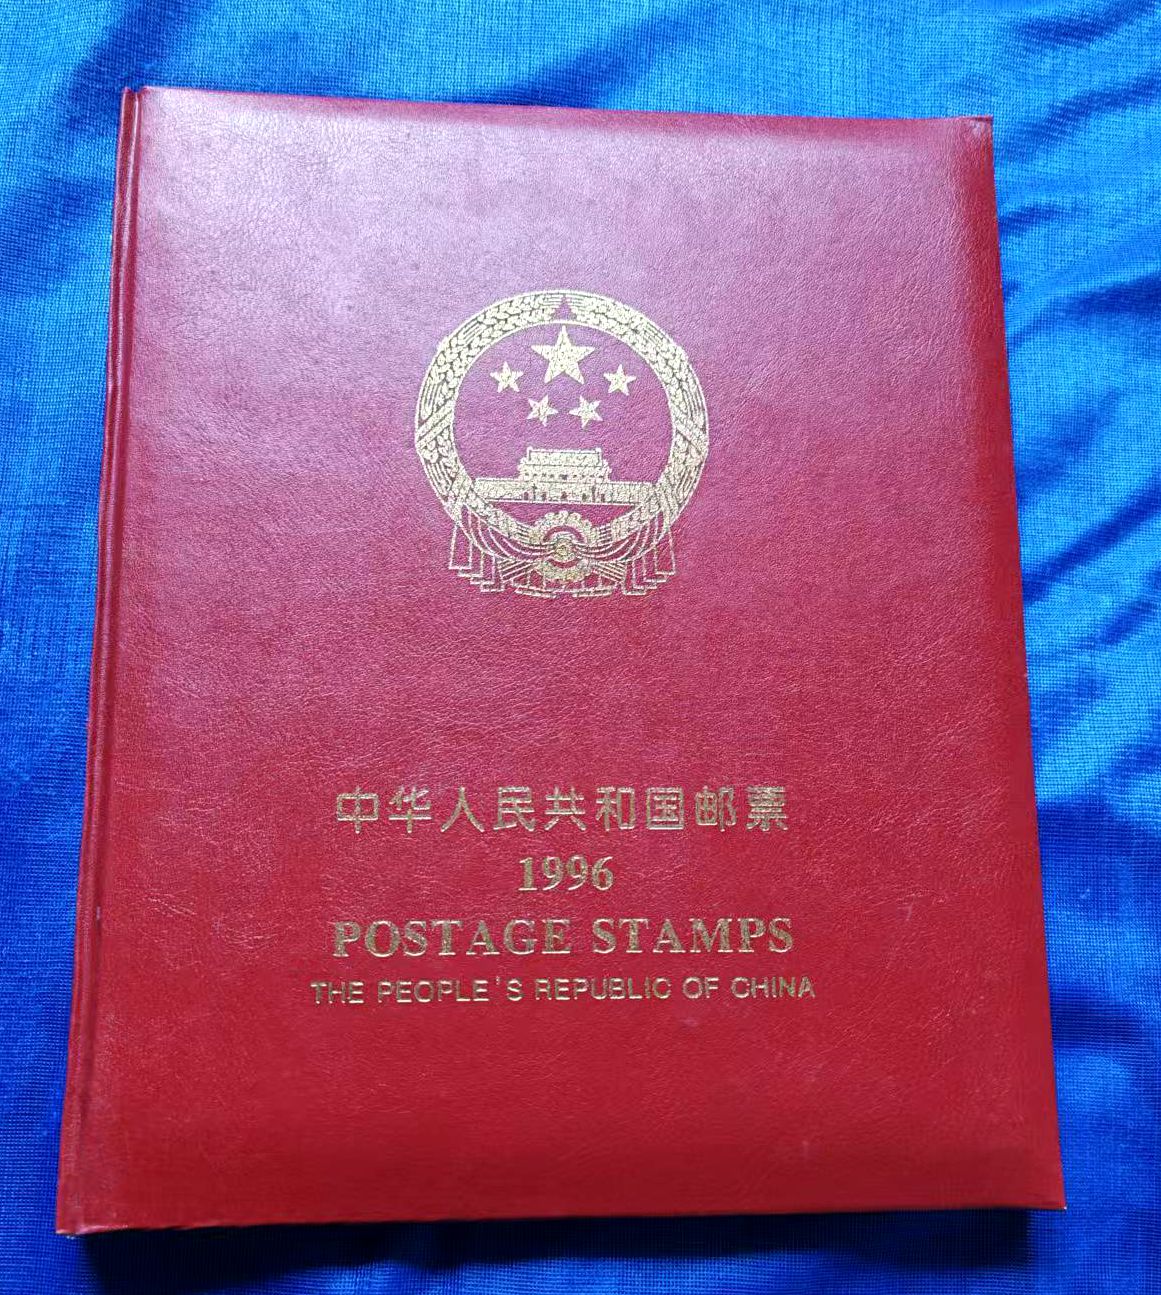 中华人民共和国邮票
1996
POSTAGE STAMPS
THE PEOPLE'S REPUBLIC OF CHINA